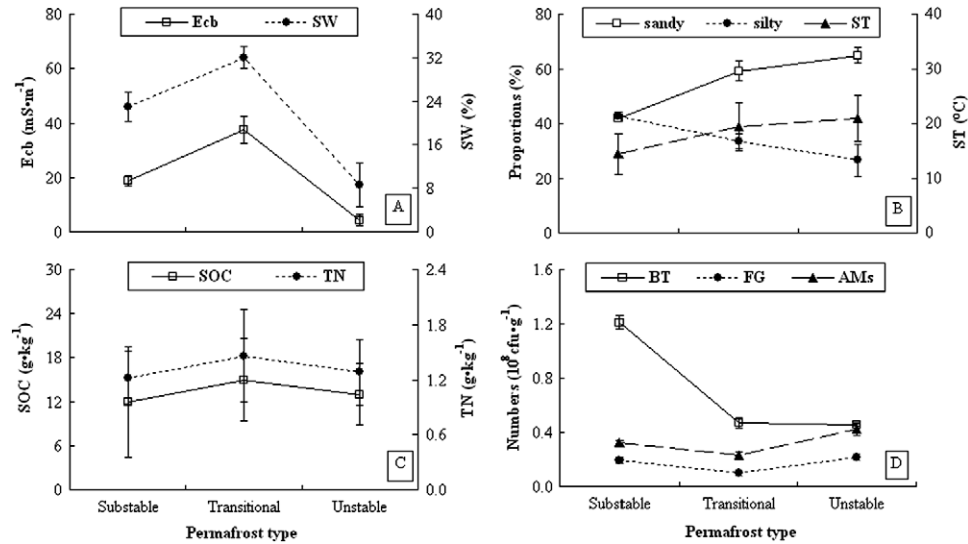 Ecb SW
Ecb (mS•m⁻¹)
80
60
40
20
0
40
32
24
16
8
0
SW (%)
A
sandy silty ST
Proportions (%)
80
60
40
20
0
40
30
20
10
0
ST (ºC)
B
SOC TN
SOC (g•kg⁻¹)
30
24
18
12
6
0
2.4
1.8
1.2
0.6
0.0
TN (g•kg⁻¹)
C
Substable Transitional Unstable
Permafrost type
BT FG AMs
Numbers (10⁸ cfu•g⁻¹)
1.6
1.2
0.8
0.4
0.0
D
Substable Transitional Unstable
Permafrost type